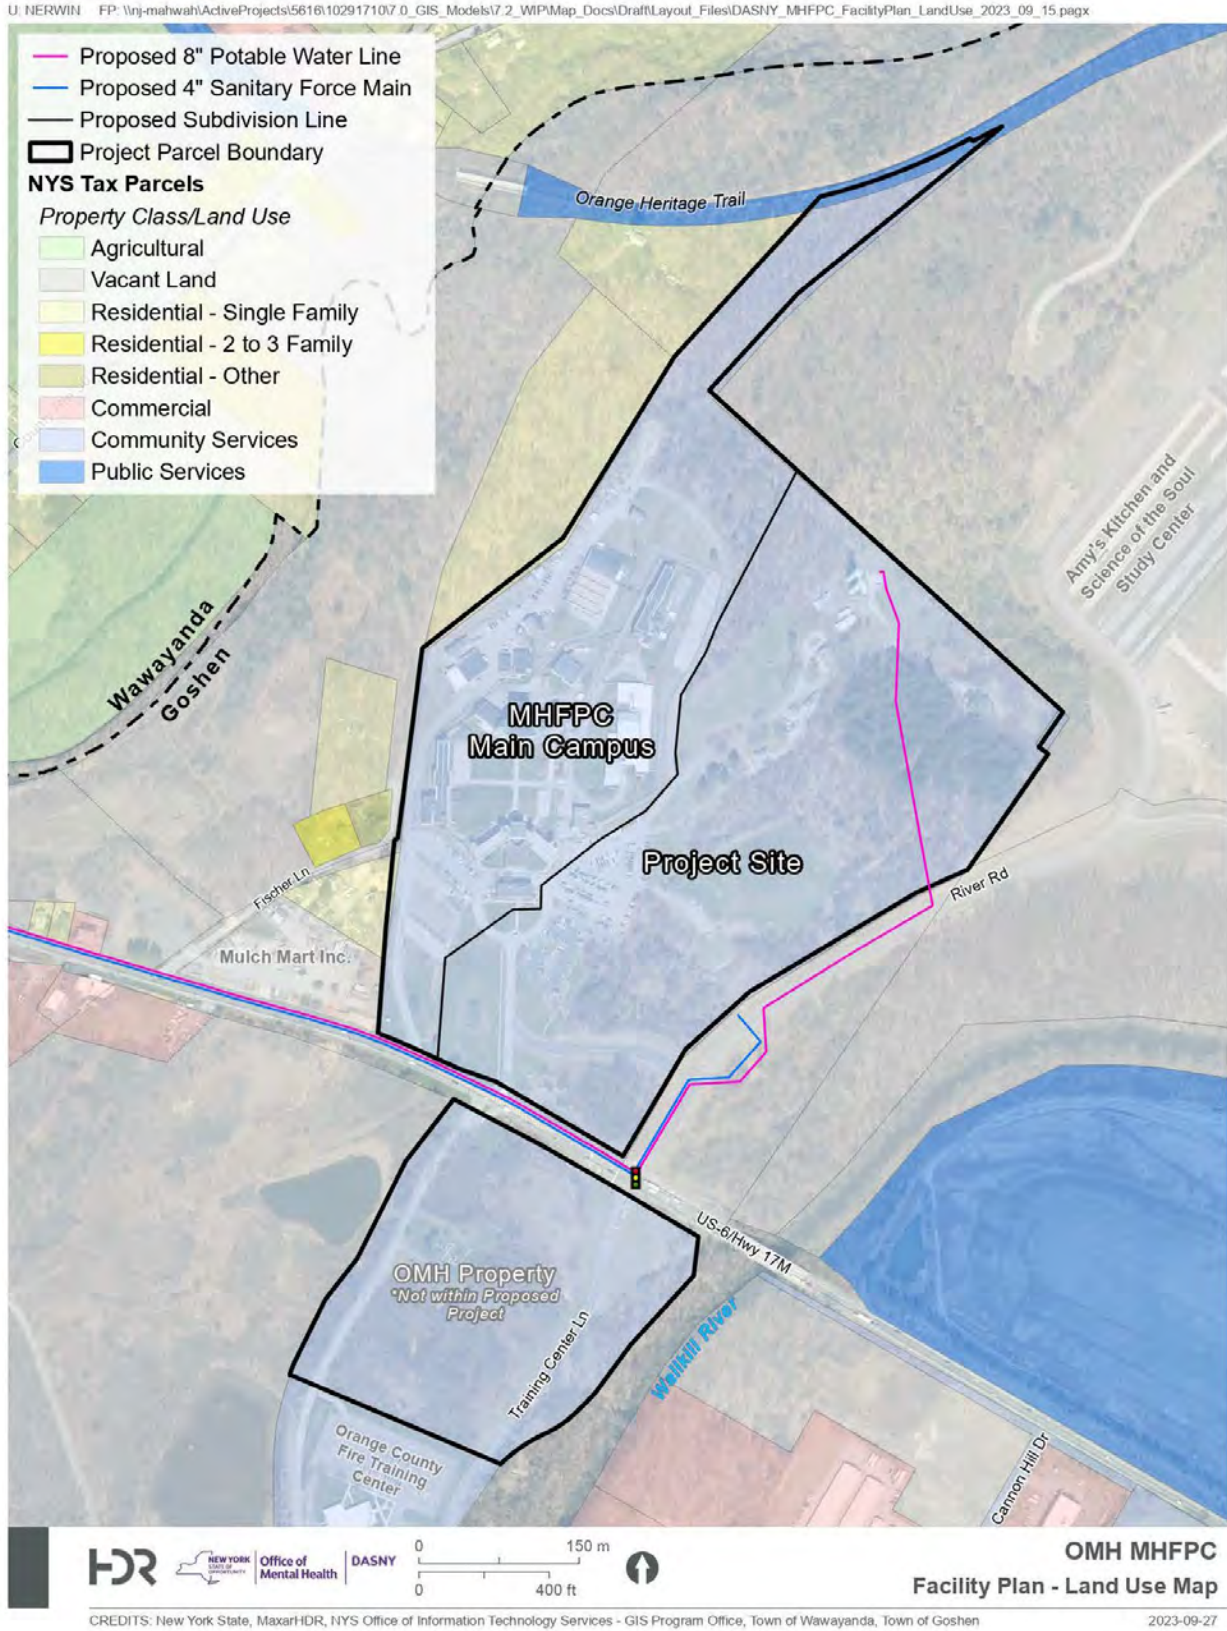 U: NERWIN    FP: \\nj-mahwah\ActiveProjects\5616\10291710\7.0_GIS_Models\7.2_WIP\Map_Docs\Draft\Layout_Files\DASNY_MHFPC_FacilityPlan_LandUse_2023_09_15.pagx
Proposed 8" Potable Water Line
Proposed 4" Sanitary Force Main
Proposed Subdivision Line
Project Parcel Boundary
NYS Tax Parcels
Property Class/Land Use
Agricultural
Vacant Land
Residential - Single Family
Residential - 2 to 3 Family
Residential - Other
Commercial
Community Services
Public Services
Orange Heritage Trail
Amy's Kitchen and
Science of the Soul
Study Center
Wawayanda
Goshen
MHFPC
Main Campus
Project Site
River Rd
Fischer Ln
Mulch Mart Inc.
US-6/Hwy 17M
OMH Property
*Not within Proposed
Project
Training Center Ln
Wallkill River
Orange County
Fire Training
Center
Cannon Hill Dr
HDR
NEW YORK
STATE OF
OPPORTUNITY
Office of
Mental Health
DASNY
0 150 m
0 400 ft
OMH MHFPC
Facility Plan - Land Use Map
CREDITS: New York State, MaxarHDR, NYS Office of Information Technology Services - GIS Program Office, Town of Wawayanda, Town of Goshen
2023-09-27